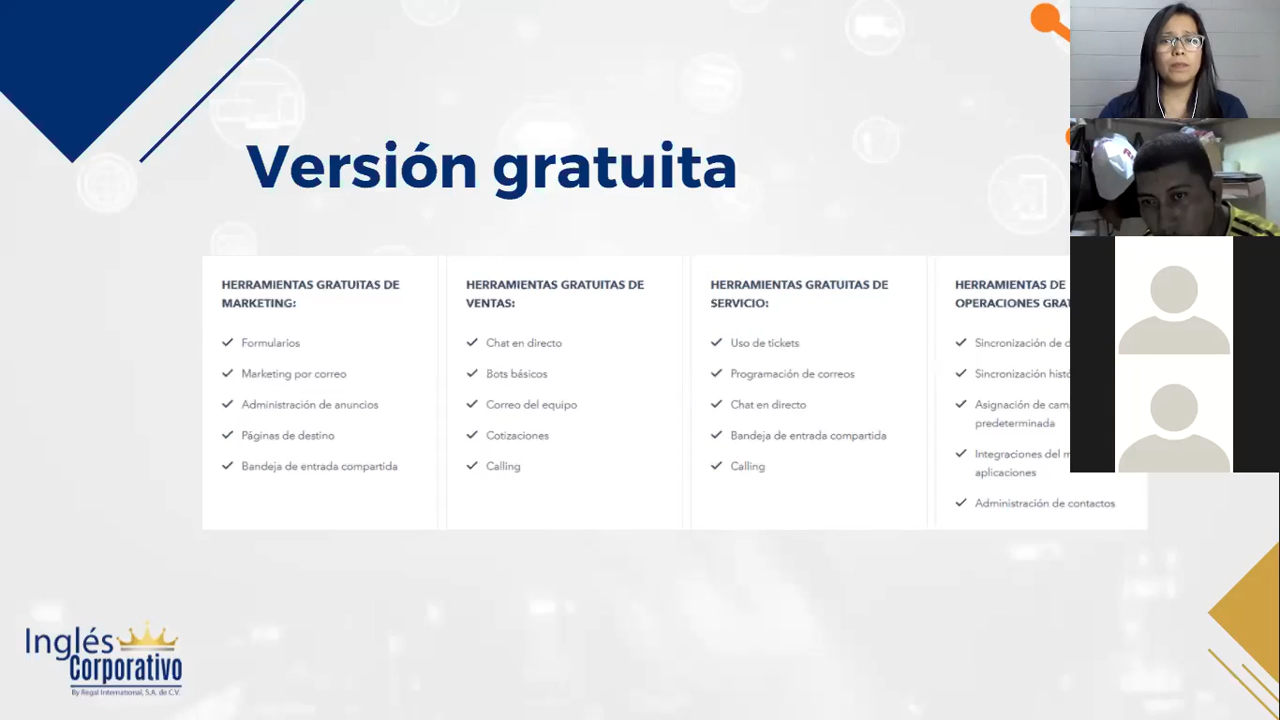 Versión gratuita
HERRAMIENTAS GRATUITAS DE
MARKETING:
Formularios
Marketing por correo
Administración de anuncios
Páginas de destino
Bandeja de entrada compartida
HERRAMIENTAS GRATUITAS DE
VENTAS:
Chat en directo
Bots básicos
Correo del equipo
Cotizaciones
Calling
HERRAMIENTAS GRATUITAS DE
SERVICIO:
Uso de tickets
Programación de correos
Chat en directo
Bandeja de entrada compartida
Calling
HERRAMIENTAS DE
OPERACIONES
Sincronización de
Sincronización
Asignación de
predeterminada
Integraciones del
aplicaciones
Administración de contactos
Inglés
Corporativo
By Regal International, S.A. de C.V.